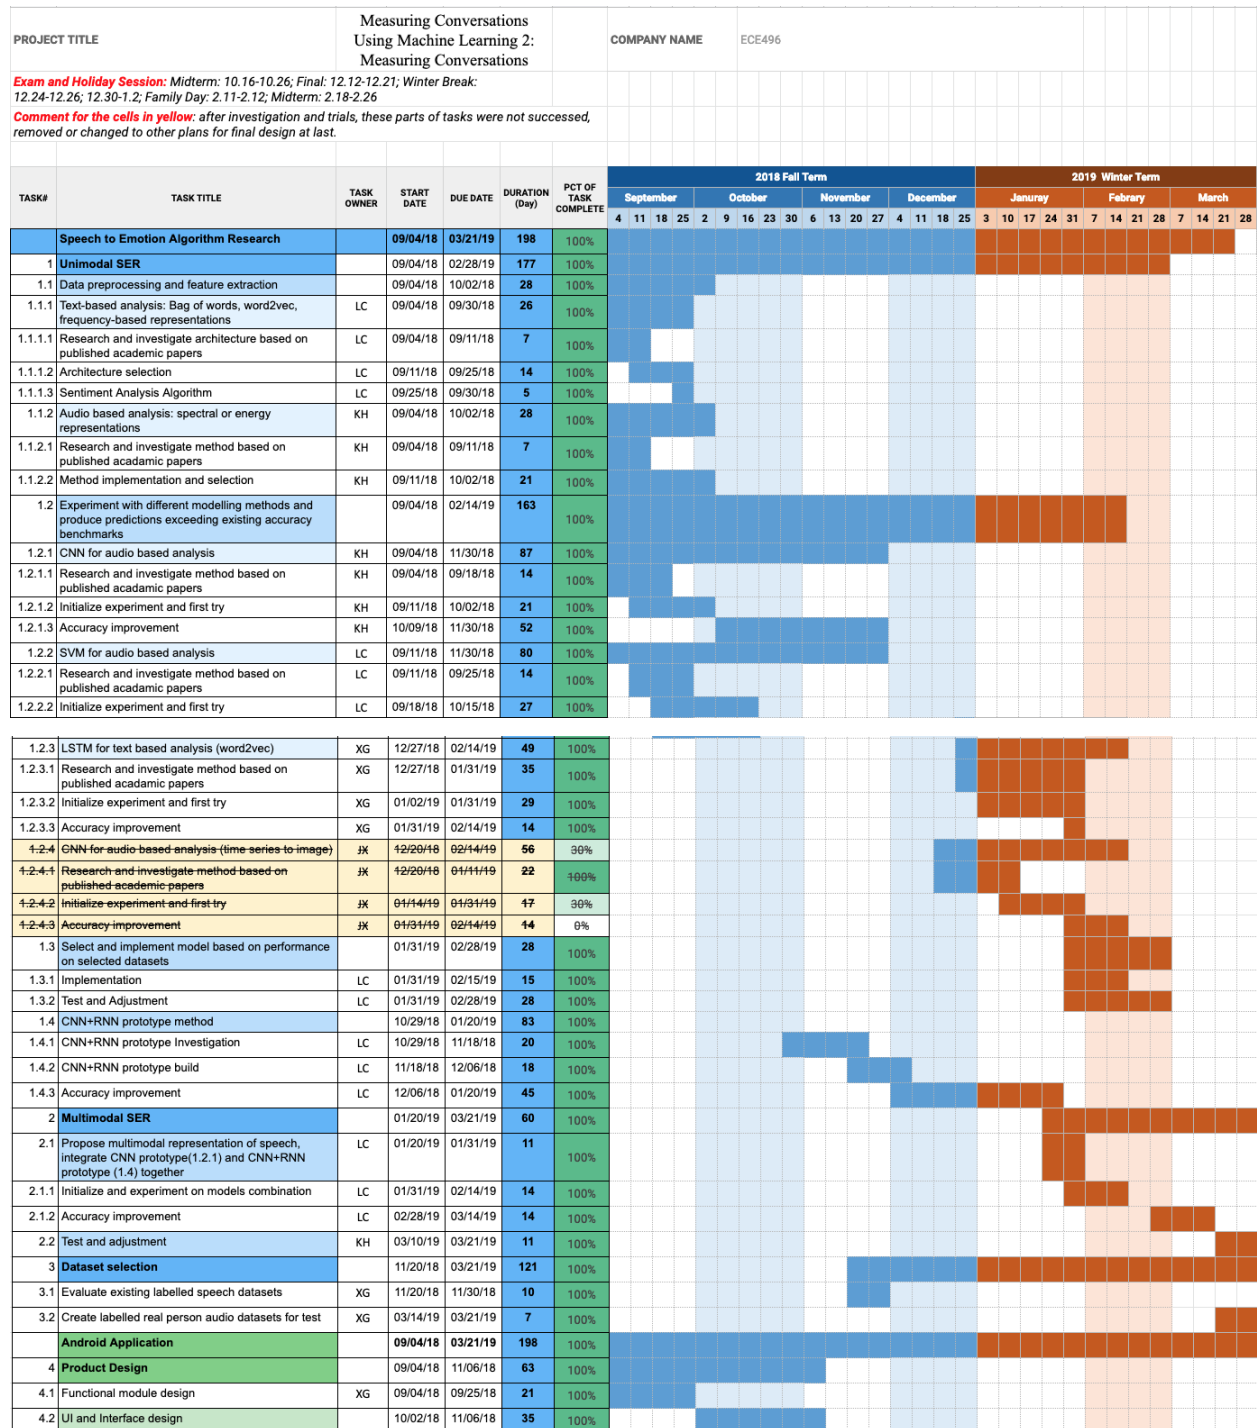 PROJECT TITLE
Measuring Conversations
Using Machine Learning 2:
Measuring Conversations
COMPANY NAME ECE496
Exam and Holiday Session: Midterm: 10.16-10.26; Final: 12.12-12.21; Winter Break:
12.24-12.26; 12.30-1.2; Family Day: 2.11-2.12; Midterm: 2.18-2.26
Comment for the cells in yellow: after investigation and trials, these parts of tasks were not successed,
removed or changed to other plans for final design at last.
TASK# TASK TITLE TASK OWNER START DATE DUE DATE DURATION (Day) PCT OF TASK COMPLETE
2018 Fall Term 2019 Winter Term
September October November December Januray Febrary March
4 11 18 25 2 9 16 23 30 6 13 20 27 4 11 18 25 3 10 17 24 31 7 14 21 28 7 14 21 28
Speech to Emotion Algorithm Research 09/04/18 03/21/19 198 100%
1 Unimodal SER 09/04/18 02/28/19 177 100%
1.1 Data preprocessing and feature extraction 09/04/18 10/02/18 28 100%
1.1.1 Text-based analysis: Bag of words, word2vec, LC 09/04/18 09/30/18 26 100%
frequency-based representations
1.1.1.1 Research and investigate architecture based on LC 09/04/18 09/11/18 7 100%
published academic papers
1.1.1.2 Architecture selection LC 09/11/18 09/25/18 14 100%
1.1.1.3 Sentiment Analysis Algorithm LC 09/25/18 09/30/18 5 100%
1.1.2 Audio based analysis: spectral or energy KH 09/04/18 10/02/18 28 100%
representations
1.1.2.1 Research and investigate method based on KH 09/04/18 09/11/18 7 100%
published acadamic papers
1.1.2.2 Method implementation and selection KH 09/11/18 10/02/18 21 100%
1.2 Experiment with different modelling methods and 09/04/18 02/14/19 163 100%
produce predictions exceeding existing accuracy
benchmarks
1.2.1 CNN for audio based analysis KH 09/04/18 11/30/18 87 100%
1.2.1.1 Research and investigate method based on KH 09/04/18 09/18/18 14 100%
published acadamic papers
1.2.1.2 Initialize experiment and first try KH 09/11/18 10/02/18 21 100%
1.2.1.3 Accuracy improvement KH 10/09/18 11/30/18 52 100%
1.2.2 SVM for audio based analysis LC 09/11/18 11/30/18 80 100%
1.2.2.1 Research and investigate method based on LC 09/11/18 09/25/18 14 100%
published acadamic papers
1.2.2.2 Initialize experiment and first try LC 09/18/18 10/15/18 27 100%
1.2.3 LSTM for text based analysis (word2vec) XG 12/27/18 02/14/19 49 100%
1.2.3.1 Research and investigate method based on XG 12/27/18 01/31/19 35 100%
published acadamic papers
1.2.3.2 Initialize experiment and first try XG 01/02/19 01/31/19 29 100%
1.2.3.3 Accuracy improvement XG 01/31/19 02/14/19 14 100%
1.2.4 CNN for audio based analysis (time series to image) JX 12/20/18 02/14/19 56 30%
1.2.4.1 Research and investigate method based on JX 12/20/18 01/11/19 22 100%
published academic papers
1.2.4.2 Initialize experiment and first try JX 01/14/19 01/31/19 17 30%
1.2.4.3 Accuracy improvement JX 01/31/19 02/14/19 14 0%
1.3 Select and implement model based on performance 01/31/19 02/28/19 28 100%
on selected datasets
1.3.1 Implementation LC 01/31/19 02/15/19 15 100%
1.3.2 Test and Adjustment LC 01/31/19 02/28/19 28 100%
1.4 CNN+RNN prototype method 10/29/18 01/20/19 83 100%
1.4.1 CNN+RNN prototype Investigation LC 10/29/18 11/18/18 20 100%
1.4.2 CNN+RNN prototype build LC 11/18/18 12/06/18 18 100%
1.4.3 Accuracy improvement LC 12/06/18 01/20/19 45 100%
2 Multimodal SER 01/20/19 03/21/19 60 100%
2.1 Propose multimodal representation of speech, LC 01/20/19 01/31/19 11 100%
integrate CNN prototype(1.2.1) and CNN+RNN
prototype (1.4) together
2.1.1 Initialize and experiment on models combination LC 01/31/19 02/14/19 14 100%
2.1.2 Accuracy improvement LC 02/28/19 03/14/19 14 100%
2.2 Test and adjustment KH 03/10/19 03/21/19 11 100%
3 Dataset selection 11/20/18 03/21/19 121 100%
3.1 Evaluate existing labelled speech datasets XG 11/20/18 11/30/18 10 100%
3.2 Create labelled real person audio datasets for test XG 03/14/19 03/21/19 7 100%
Android Application 09/04/18 03/21/19 198 100%
4 Product Design 09/04/18 11/06/18 63 100%
4.1 Functional module design XG 09/04/18 09/25/18 21 100%
4.2 UI and Interface design 10/02/18 11/06/18 35 100%